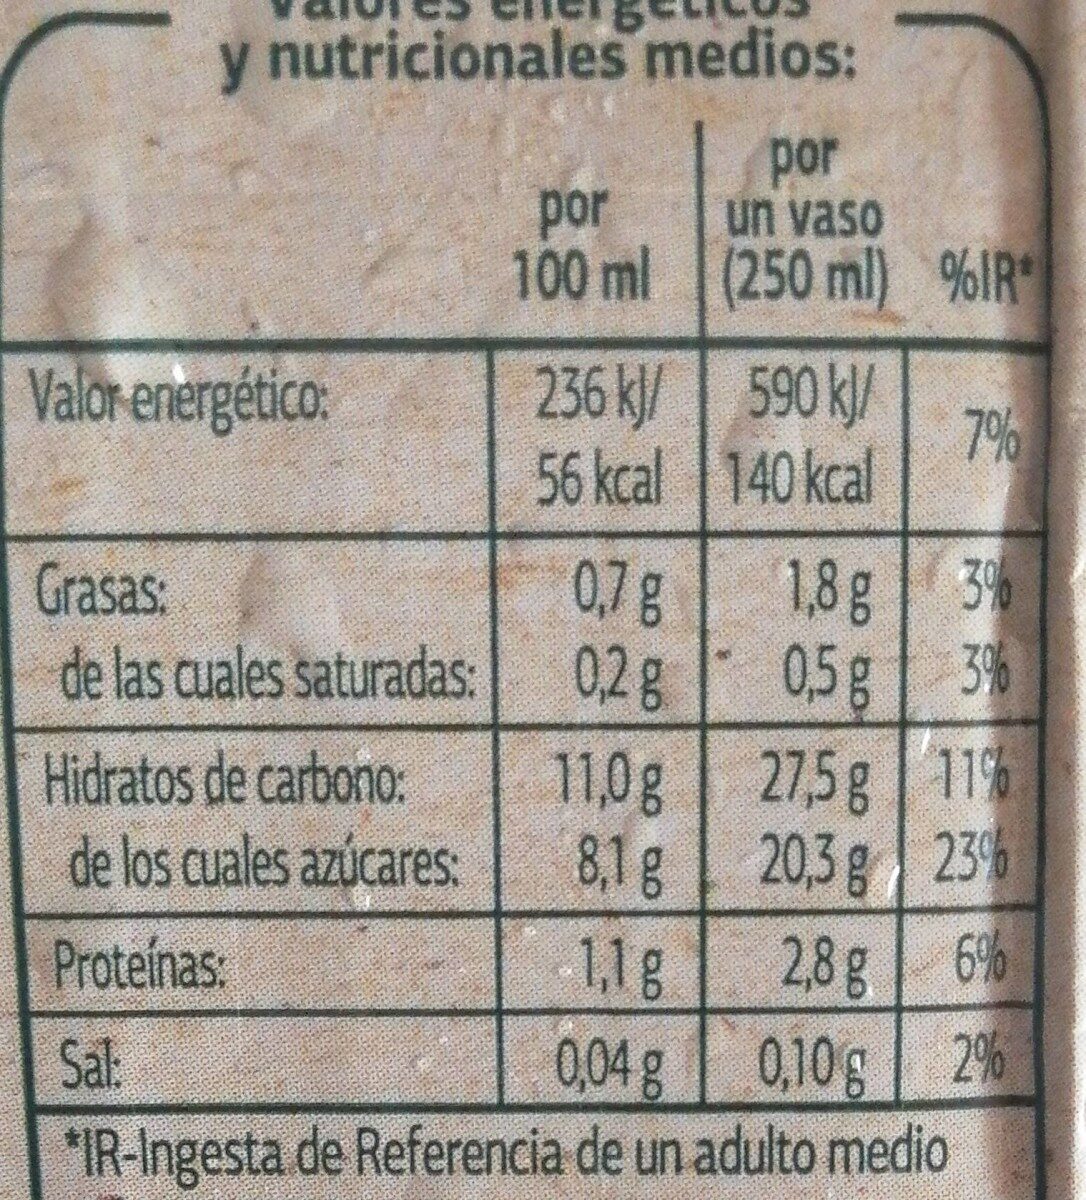 Valores energéticos
y nutricionales medios:
por
100 ml
por
un vaso
(250 ml)
%IR*
Valor energético: 236 kJ/ 590 kJ/ 7%
56 kcal 140 kcal
Grasas: 0,7 g 1,8 g 3%
de las cuales saturadas: 0,2 g 0,5 g 3%
Hidratos de carbono: 11,0 g 27,5 g 11%
de los cuales azúcares: 8,1 g 20,3 g 23%
Proteínas: 1,1 g 2,8 g 6%
Sal: 0,04 g 0,10 g 2%
*IR-Ingesta de Referencia de un adulto medio